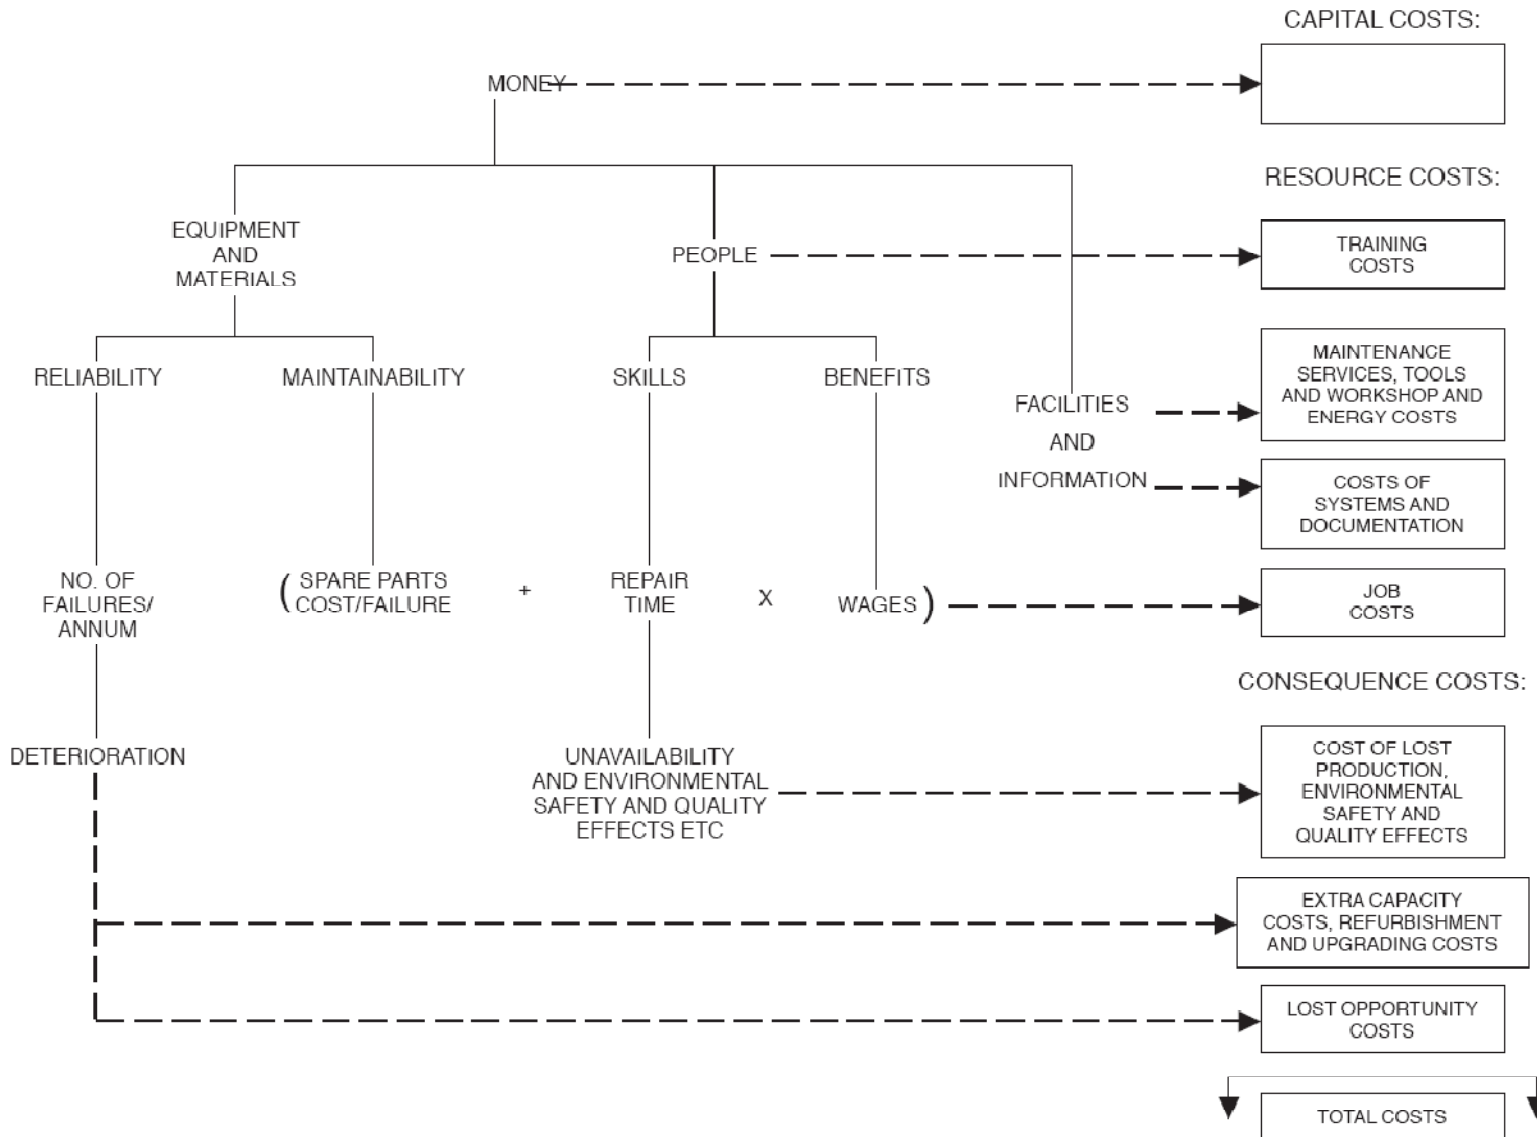 CAPITAL COSTS:
MONEY
RESOURCE COSTS:
EQUIPMENT
AND
MATERIALS
PEOPLE
TRAINING
COSTS
RELIABILITY
MAINTAINABILITY
SKILLS
BENEFITS
FACILITIES
AND
INFORMATION
MAINTENANCE
SERVICES, TOOLS
AND WORKSHOP AND
ENERGY COSTS
COSTS OF
SYSTEMS AND
DOCUMENTATION
NO. OF
FAILURES/
ANNUM
( SPARE PARTS
COST/FAILURE
+
REPAIR
TIME
X
WAGES )
JOB
COSTS
CONSEQUENCE COSTS:
DETERIORATION
UNAVAILABILITY
AND ENVIRONMENTAL
SAFETY AND QUALITY
EFFECTS ETC
COST OF LOST
PRODUCTION,
ENVIRONMENTAL
SAFETY AND
QUALITY EFFECTS
EXTRA CAPACITY
COSTS, REFURBISHMENT
AND UPGRADING COSTS
LOST OPPORTUNITY
COSTS
TOTAL COSTS